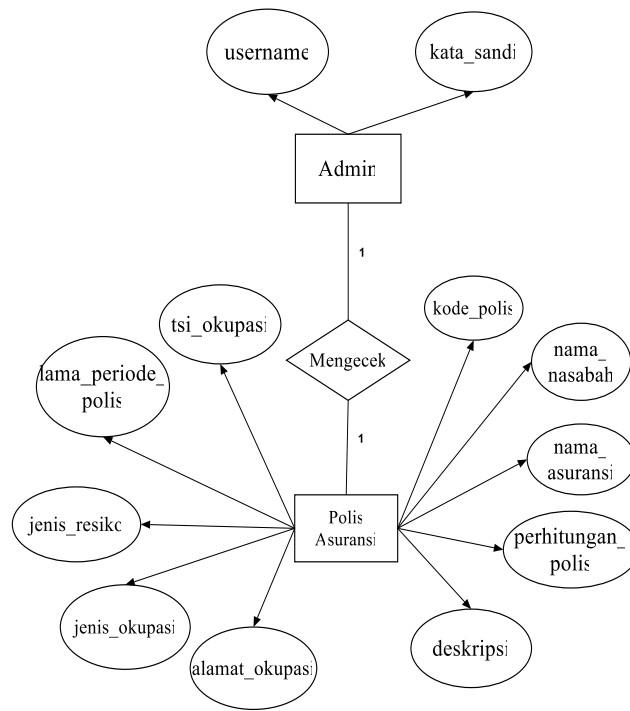 username
kata_sandi
Admin
1
tsi_okupasi
kode_polis
Mengecek
nama_
nasabah
lama_periode_
polis
1
nama_
asuransi
jenis_resiko
Polis
Asuransi
perhitungan_
polis
jenis_okupasi
deskripsi
alamat_okupasi